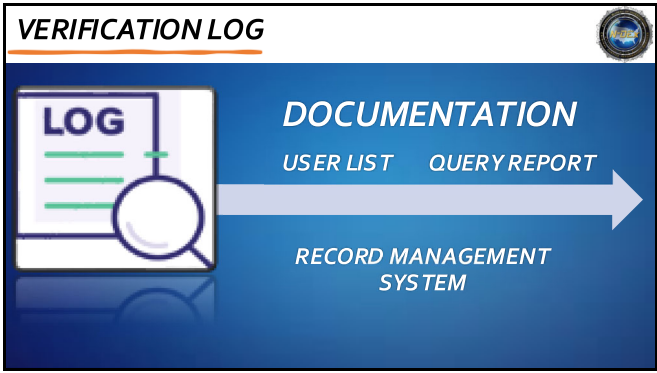 VERIFICATION LOG
LOG
DOCUMENTATION
USER LIST QUERY REPORT
RECORD MANAGEMENT
SYSTEM